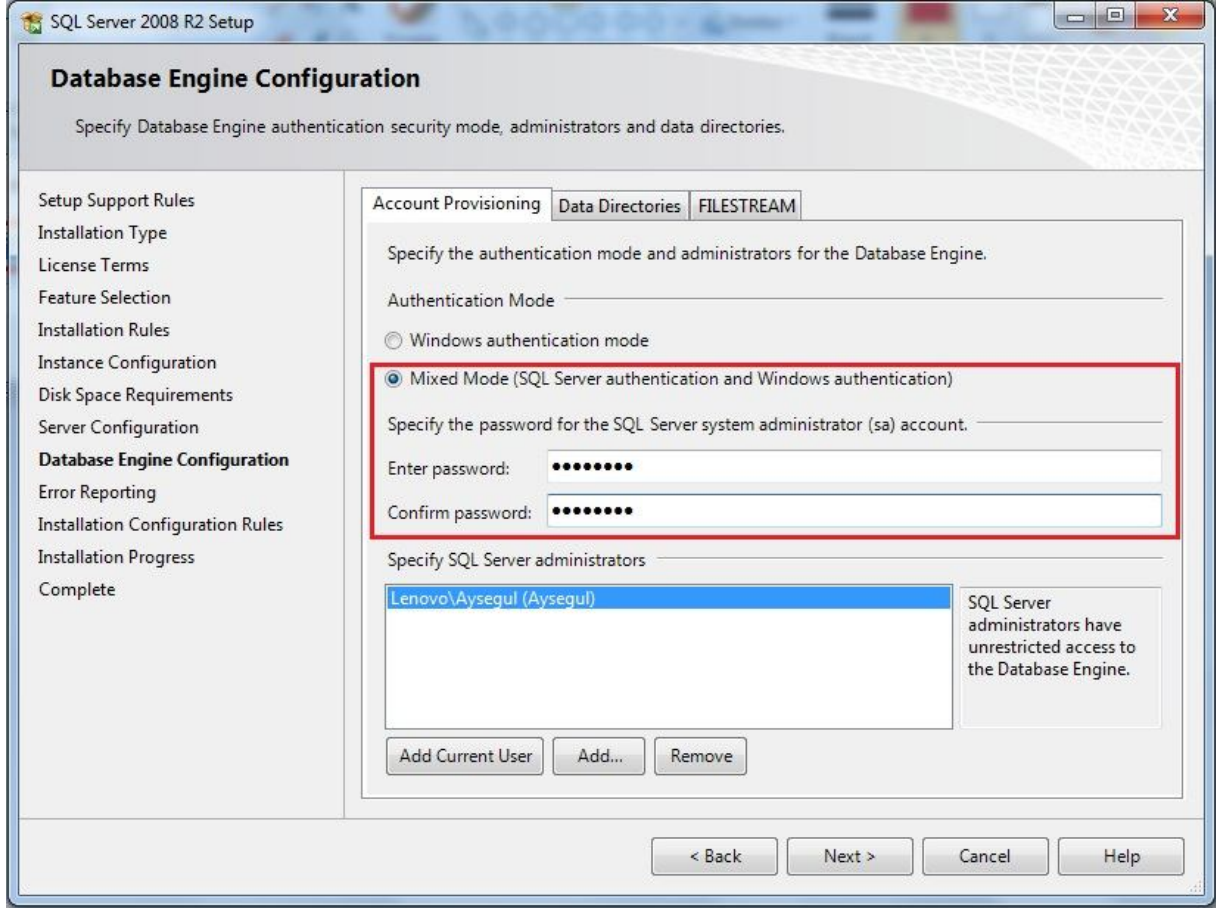 SQL Server 2008 R2 Setup
Database Engine Configuration
Specify Database Engine authentication security mode, administrators and data directories.
Setup Support Rules
Installation Type
License Terms
Feature Selection
Installation Rules
Instance Configuration
Disk Space Requirements
Server Configuration
Database Engine Configuration
Error Reporting
Installation Configuration Rules
Installation Progress
Complete
Account Provisioning
Data Directories
FILESTREAM
Specify the authentication mode and administrators for the Database Engine.
Authentication Mode
Windows authentication mode
Mixed Mode (SQL Server authentication and Windows authentication)
Specify the password for the SQL Server system administrator (sa) account.
Enter password: ●●●●●●●●
Confirm password: ●●●●●●●●
Specify SQL Server administrators
Lenovo\Aysegul (Aysegul)
SQL Server
administrators have
unrestricted access to
the Database Engine.
Add Current User
Add...
Remove
< Back
Next >
Cancel
Help